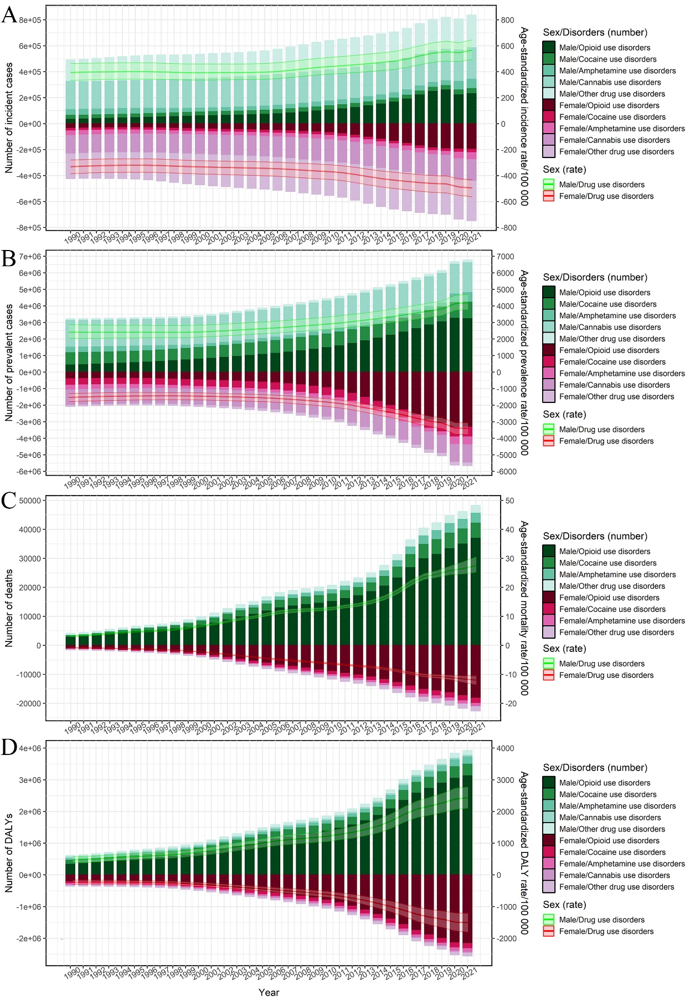 A
Number of incident cases
8e+05
6e+05
4e+05
2e+05
0e+00
-2e+05
-4e+05
-6e+05
-8e+05
800
600
400
200
0
-200
-400
-600
-800
Age-standardized incidence rate/100 000
1990 1991 1992 1993 1994 1995 1996 1997 1998 1999 2000 2001 2002 2003 2004 2005 2006 2007 2008 2009 2010 2011 2012 2013 2014 2015 2016 2017 2018 2019 2020 2021
Sex/Disorders (number)
Male/Opioid use disorders
Male/Cocaine use disorders
Male/Amphetamine use disorders
Male/Cannabis use disorders
Male/Other drug use disorders
Female/Opioid use disorders
Female/Cocaine use disorders
Female/Amphetamine use disorders
Female/Cannabis use disorders
Female/Other drug use disorders
Sex (rate)
Male/Drug use disorders
Female/Drug use disorders
B
Number of prevalent cases
7e+06
6e+06
5e+06
4e+06
3e+06
2e+06
1e+06
0e+00
-1e+06
-2e+06
-3e+06
-4e+06
-5e+06
-6e+06
7000
6000
5000
4000
3000
2000
1000
0
-1000
-2000
-3000
-4000
-5000
-6000
Age-standardized prevalence rate/100 000
1990 1991 1992 1993 1994 1995 1996 1997 1998 1999 2000 2001 2002 2003 2004 2005 2006 2007 2008 2009 2010 2011 2012 2013 2014 2015 2016 2017 2018 2019 2020 2021
Sex/Disorders (number)
Male/Opioid use disorders
Male/Cocaine use disorders
Male/Amphetamine use disorders
Male/Cannabis use disorders
Male/Other drug use disorders
Female/Opioid use disorders
Female/Cocaine use disorders
Female/Amphetamine use disorders
Female/Cannabis use disorders
Female/Other drug use disorders
Sex (rate)
Male/Drug use disorders
Female/Drug use disorders
C
Number of deaths
50000
40000
30000
20000
10000
0
-10000
-20000
50
40
30
20
10
0
-10
-20
Age-standardized mortality rate/100 000
1990 1991 1992 1993 1994 1995 1996 1997 1998 1999 2000 2001 2002 2003 2004 2005 2006 2007 2008 2009 2010 2011 2012 2013 2014 2015 2016 2017 2018 2019 2020 2021
Sex/Disorders (number)
Male/Opioid use disorders
Male/Cocaine use disorders
Male/Amphetamine use disorders
Male/Other drug use disorders
Female/Opioid use disorders
Female/Cocaine use disorders
Female/Amphetamine use disorders
Female/Other drug use disorders
Sex (rate)
Male/Drug use disorders
Female/Drug use disorders
D
Number of DALYs
4e+06
3e+06
2e+06
1e+06
0e+00
-1e+06
-2e+06
4000
3000
2000
1000
0
-1000
-2000
Age-standardized DALY rate/100 000
1990 1991 1992 1993 1994 1995 1996 1997 1998 1999 2000 2001 2002 2003 2004 2005 2006 2007 2008 2009 2010 2011 2012 2013 2014 2015 2016 2017 2018 2019 2020 2021
Year
Sex/Disorders (number)
Male/Opioid use disorders
Male/Cocaine use disorders
Male/Amphetamine use disorders
Male/Cannabis use disorders
Male/Other drug use disorders
Female/Opioid use disorders
Female/Cocaine use disorders
Female/Amphetamine use disorders
Female/Cannabis use disorders
Female/Other drug use disorders
Sex (rate)
Male/Drug use disorders
Female/Drug use disorders